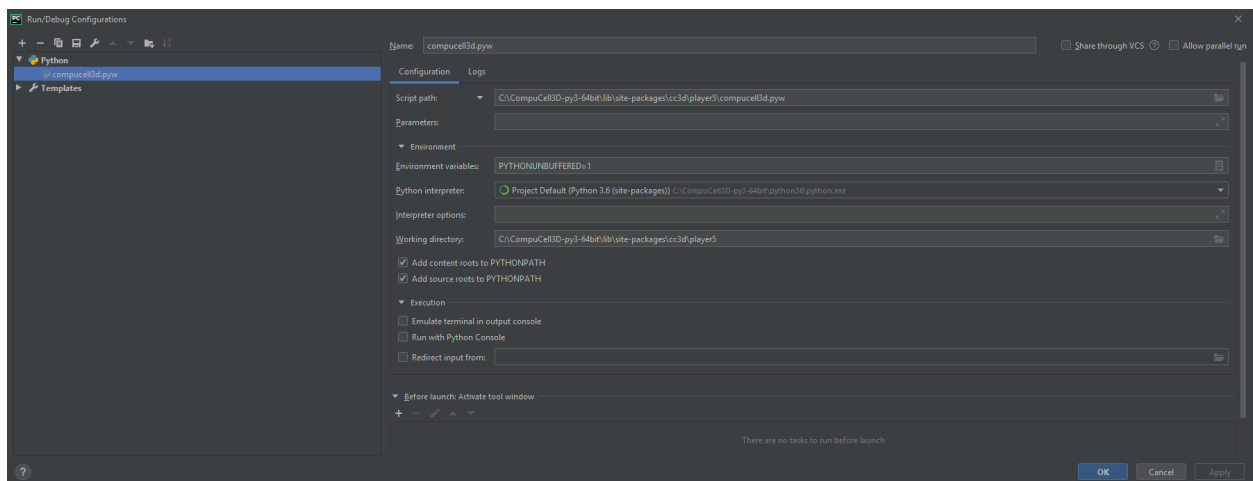 PC Run/Debug Configurations
Python
compucell3d.pyw
Templates
Name: compucell3d.pyw
Share through VCS ? Allow parallel run
Configuration Logs
Script path: C:\CompuCell3D-py3-64bit\lib\site-packages\cc3d\player5\compucell3d.pyw
Parameters:
Environment
Environment variables: PYTHONUNBUFFERED=1
Python interpreter: Project Default (Python 3.6 (site-packages)) C:\CompuCell3D-py3-64bit\python36\python.exe
Interpreter options:
Working directory: C:\CompuCell3D-py3-64bit\lib\site-packages\cc3d\player5
Add content roots to PYTHONPATH
Add source roots to PYTHONPATH
Execution
Emulate terminal in output console
Run with Python Console
Redirect input from:
Before launch: Activate tool window
There are no tasks to run before launch
? OK Cancel Apply